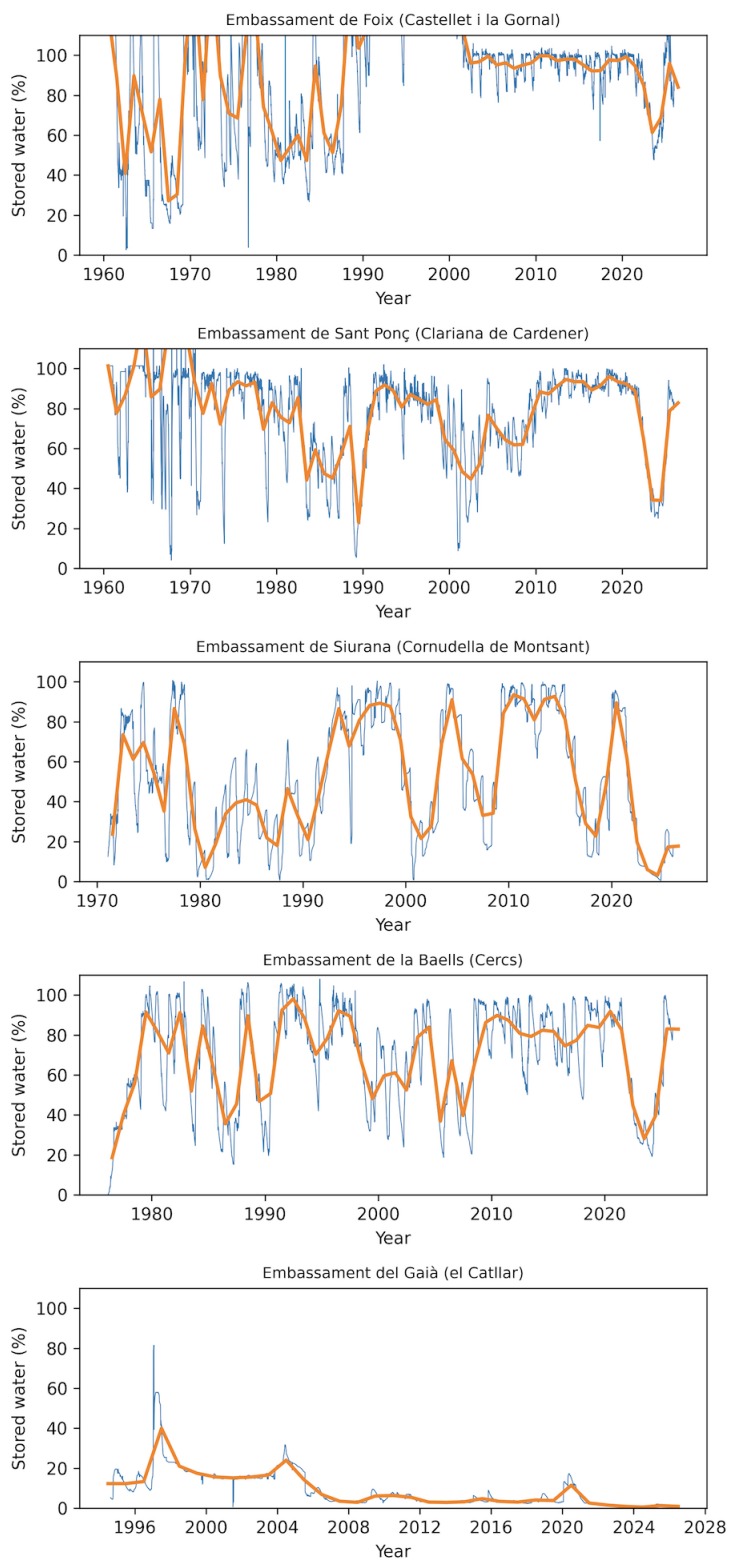 Embassament de Foix (Castellet i la Gornal)
100
80
60
40
20
0
Stored water (%)
1960 1970 1980 1990 2000 2010 2020
Year
Embassament de Sant Ponç (Clariana de Cardener)
100
80
60
40
20
0
Stored water (%)
1960 1970 1980 1990 2000 2010 2020
Year
Embassament de Siurana (Cornudella de Montsant)
100
80
60
40
20
0
Stored water (%)
1970 1980 1990 2000 2010 2020
Year
Embassament de la Baells (Cercs)
100
80
60
40
20
0
Stored water (%)
1980 1990 2000 2010 2020
Year
Embassament del Gaià (el Catllar)
100
80
60
40
20
0
Stored water (%)
1996 2000 2004 2008 2012 2016 2020 2024 2028
Year